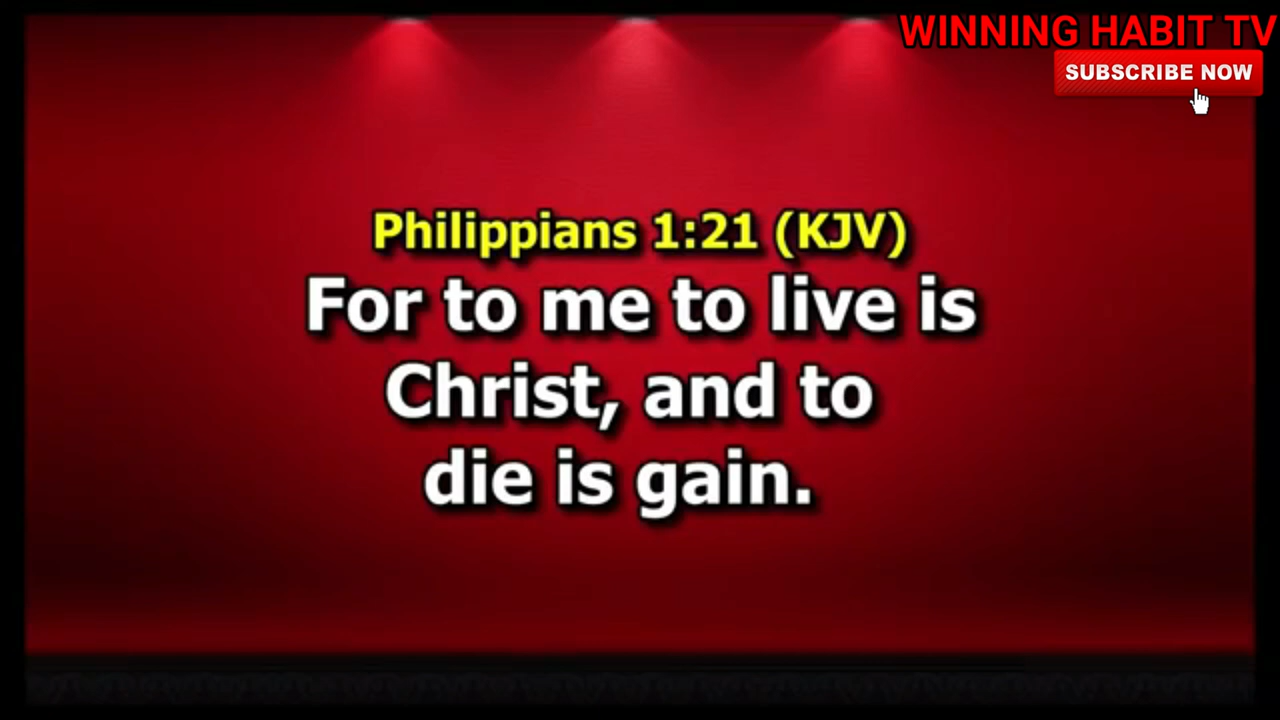 WINNING HABIT TV
SUBSCRIBE NOW
Philippians 1:21 (KJV)
For to me to live is
Christ, and to
die is gain.